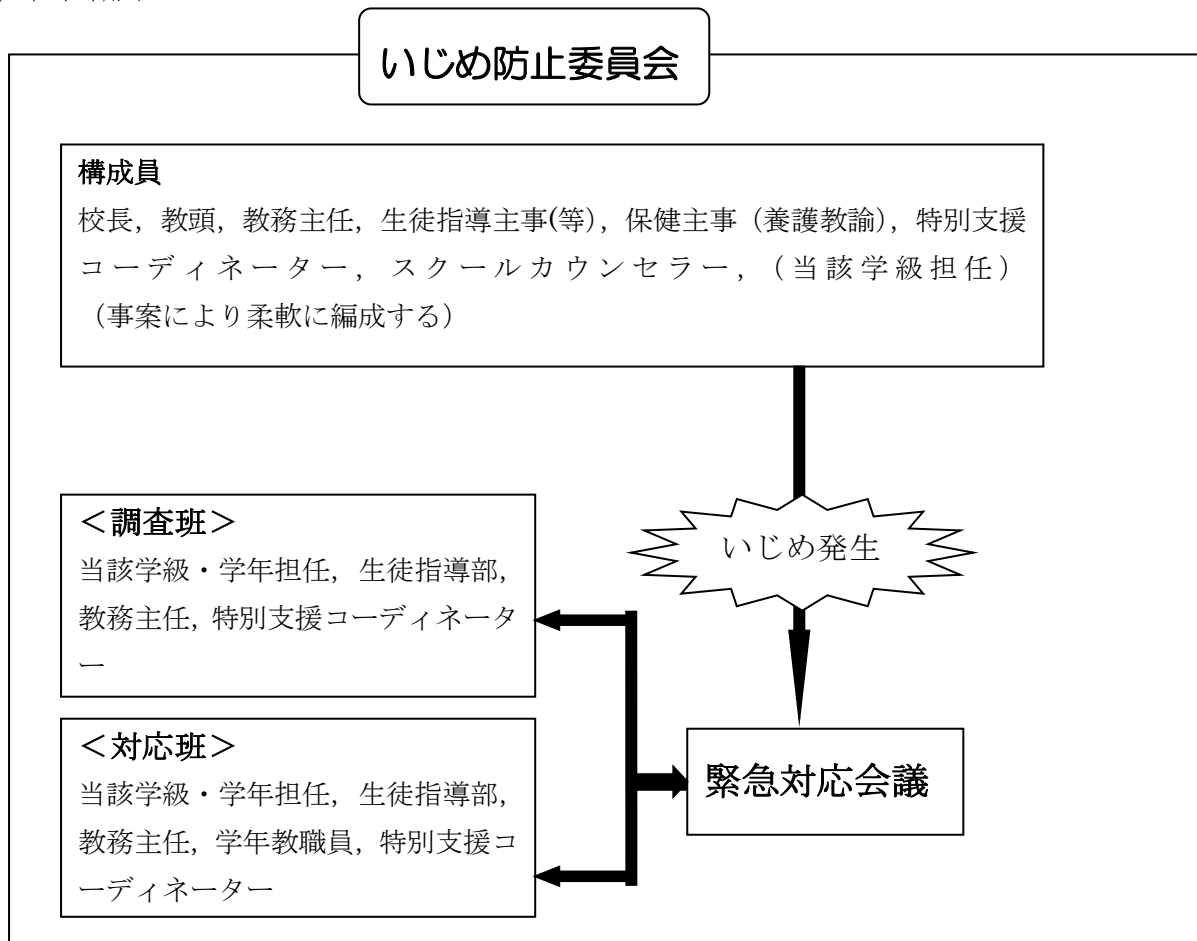 いじめ防止委員会
構成員
校長，教頭，教務主任，生徒指導主事(等)，保健主事（養護教諭），特別支援
コーディネーター，スクールカウンセラー，（当該学級担任）
（事案により柔軟に編成する）
いじめ発生
＜調査班＞
当該学級・学年担任，生徒指導部，
教務主任，特別支援コーディネータ
ー
＜対応班＞
当該学級・学年担任，生徒指導部，
教務主任，学年教職員，特別支援コ
ーディネーター
緊急対応会議